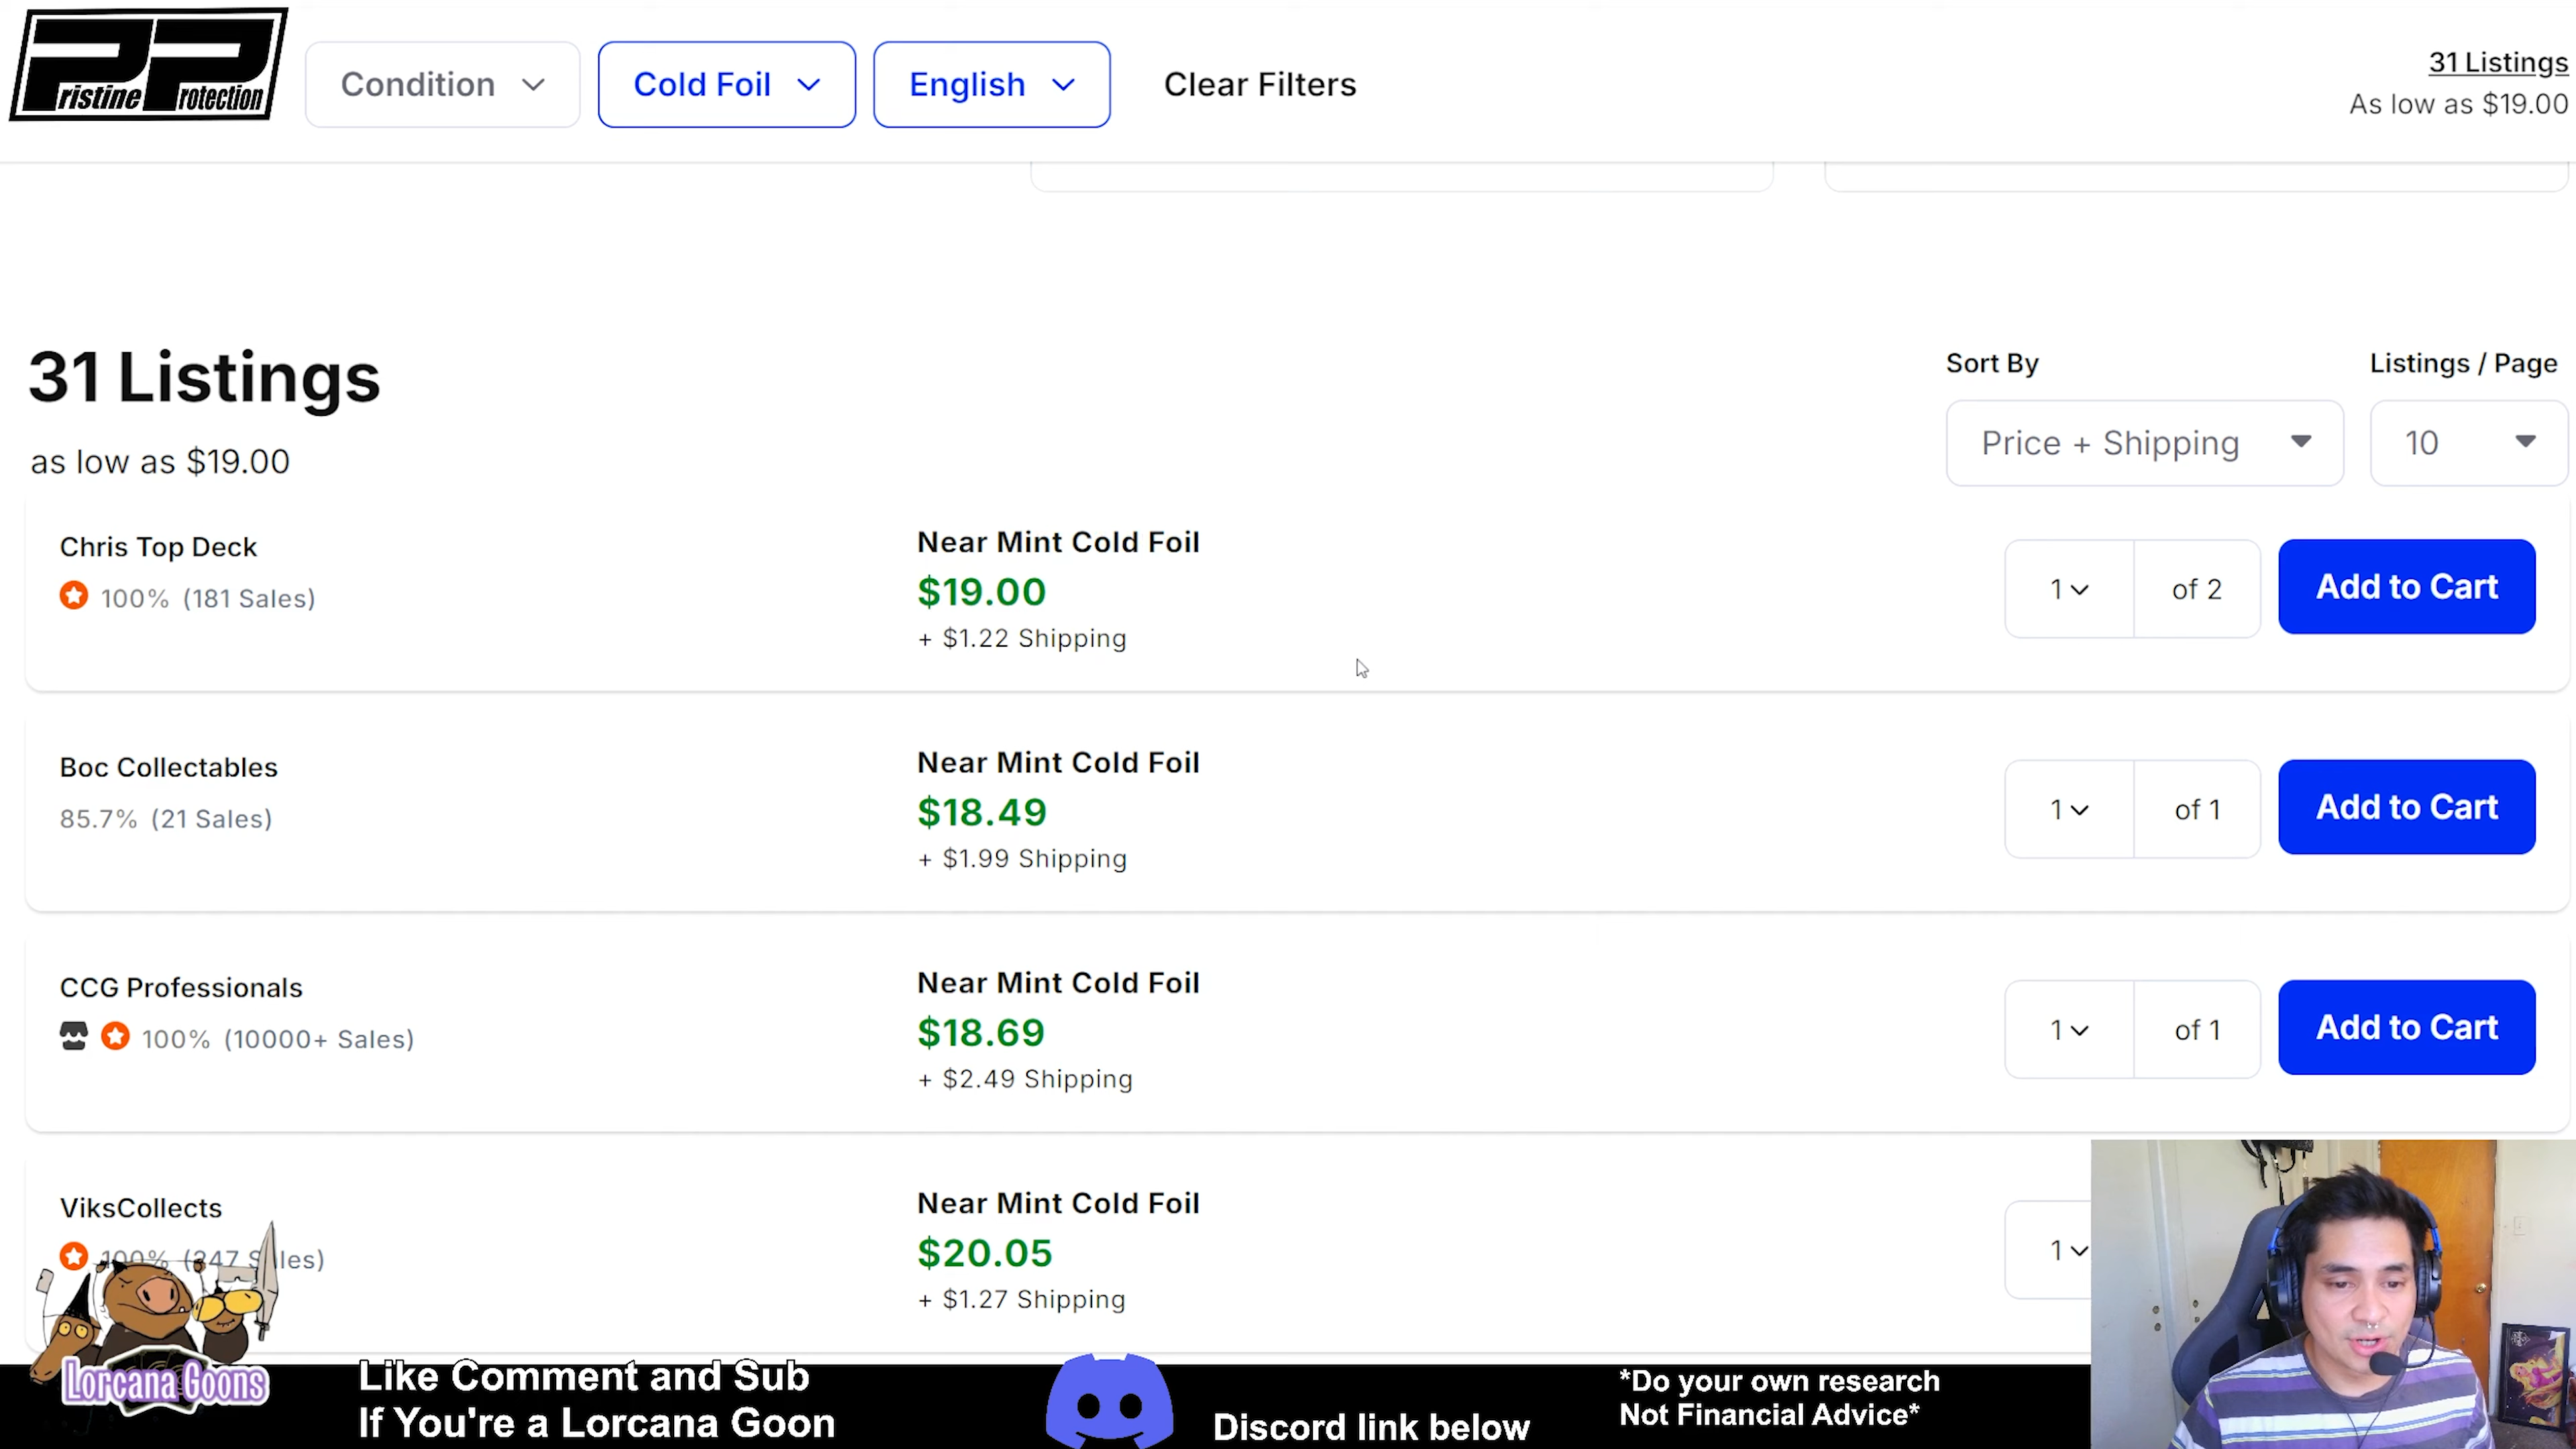 Pristine Protection
Condition
Cold Foil
English
Clear Filters
31 Listings
As low as $19.00
31 Listings
as low as $19.00
Sort By
Listings / Page
Price + Shipping
10
Chris Top Deck
100% (181 Sales)
Near Mint Cold Foil
$19.00
+ $1.22 Shipping
1
of 2
Add to Cart
Boc Collectables
85.7% (21 Sales)
Near Mint Cold Foil
$18.49
+ $1.99 Shipping
1
of 1
Add to Cart
CCG Professionals
100% (10000+ Sales)
Near Mint Cold Foil
$18.69
+ $2.49 Shipping
1
of 1
Add to Cart
ViksCollects
100%
Near Mint Cold Foil
$20.05
+ $1.27 Shipping
1
Lorcana Goons
Like Comment and Sub
If You're a Lorcana Goon
Discord link below
*Do your own research
Not Financial Advice*